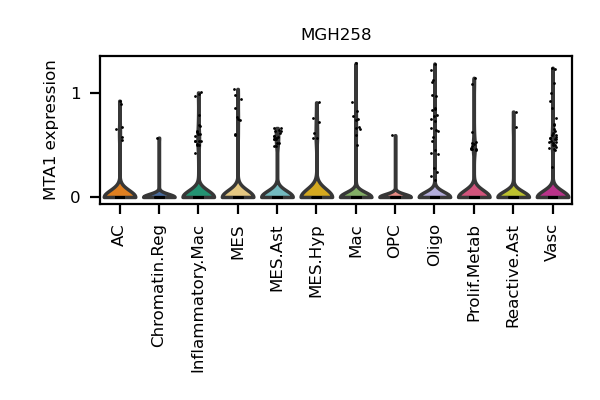 MGH258
MTA1 expression
1
0
AC
Chromatin.Reg
Inflammatory.Mac
MES
MES.Ast
MES.Hyp
Mac
OPC
Oligo
Prolif.Metab
Reactive.Ast
Vasc